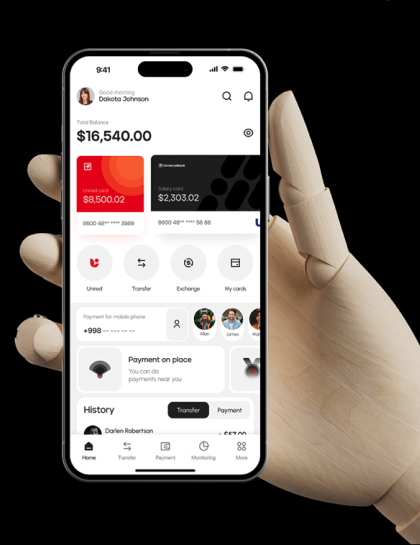 9:41
Good morning
Dakota Johnson
Total Balance
$16,540.00
Unired card
$8,500.02
UniversalBank
Salary card
$2,303.02
8600 48** **** 3989
8600 48** **** 56 86
Unired
Transfer
Exchange
My cards
Payment for mobile phone
+998 -- --- -- --
Allan
James
Payment on place
You can do
payments near you
History
Transfer
Payment
Darlen Robertson
+ $57.00
Home
Transfer
Payment
Monitoring
More